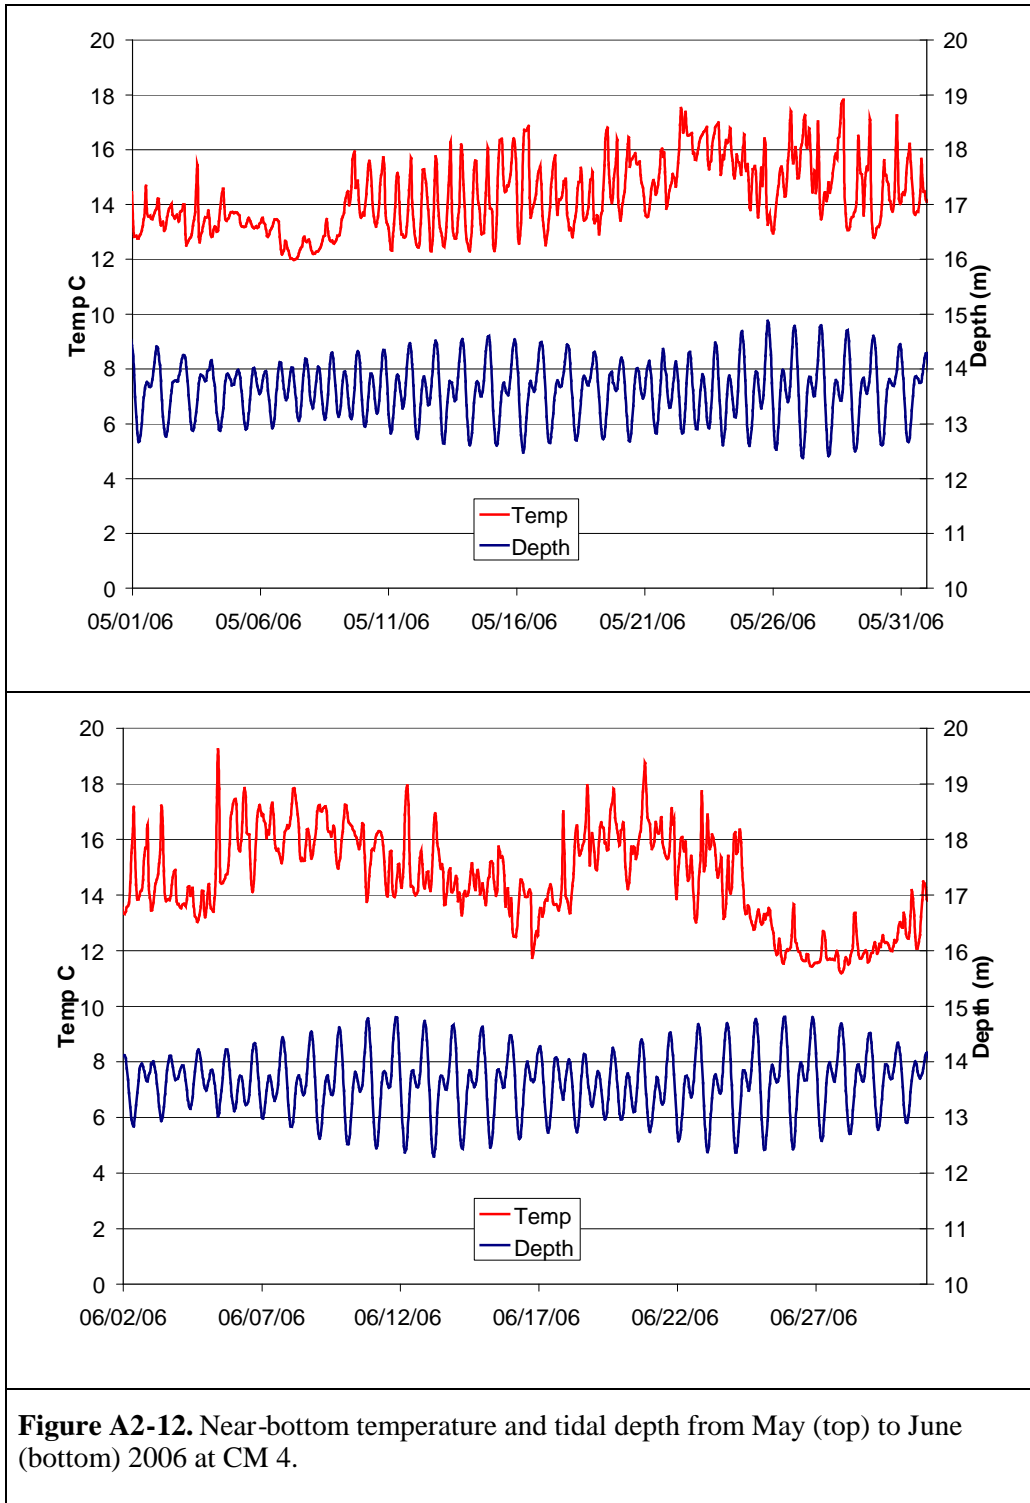 20 20
18 19
16 18
14 17
12 16
10 15
8 14
6 13
4 12
2 11
0 10
Temp C
Depth (m)
Temp
Depth
05/01/06 05/06/06 05/11/06 05/16/06 05/21/06 05/26/06 05/31/06
20 20
18 19
16 18
14 17
12 16
10 15
8 14
6 13
4 12
2 11
0 10
Temp C
Depth (m)
Temp
Depth
06/02/06 06/07/06 06/12/06 06/17/06 06/22/06 06/27/06
Figure A2-12. Near-bottom temperature and tidal depth from May (top) to June
(bottom) 2006 at CM 4.